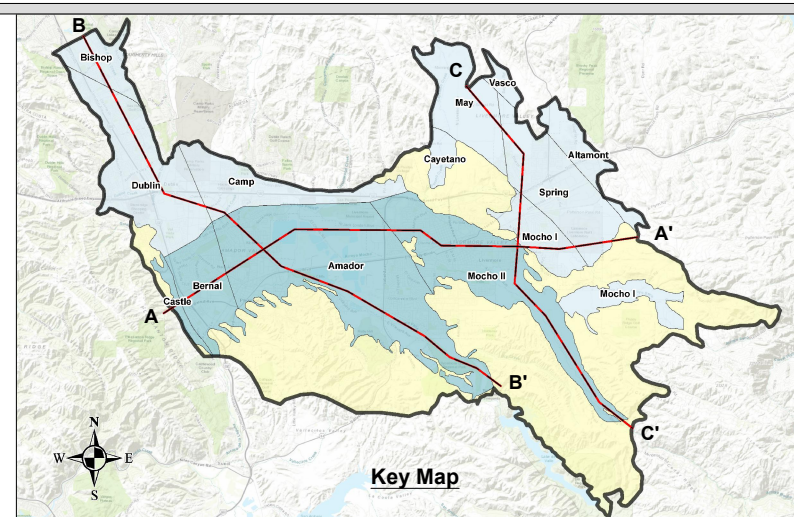 B
Bishop
C
Vasco
May
Altamont
Cayetano
Camp
Dublin
Spring
Mocho I
A'
Amador
Mocho II
Bernal
Mocho I
Castle
A
B'
C'
N
W
E
S
Key Map